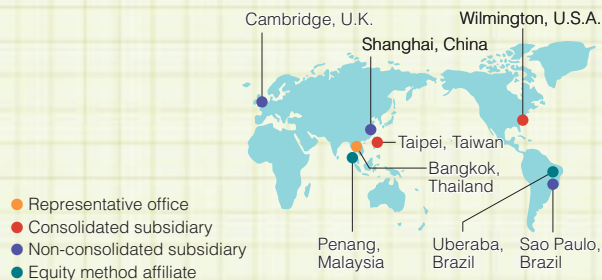 Cambridge, U.K.
Wilmington, U.S.A.
Shanghai, China
Taipei, Taiwan
Bangkok,
Thailand
Representative office
Consolidated subsidiary
Non-consolidated subsidiary
Equity method affiliate
Penang,
Malaysia
Uberaba,
Brazil
Sao Paulo,
Brazil